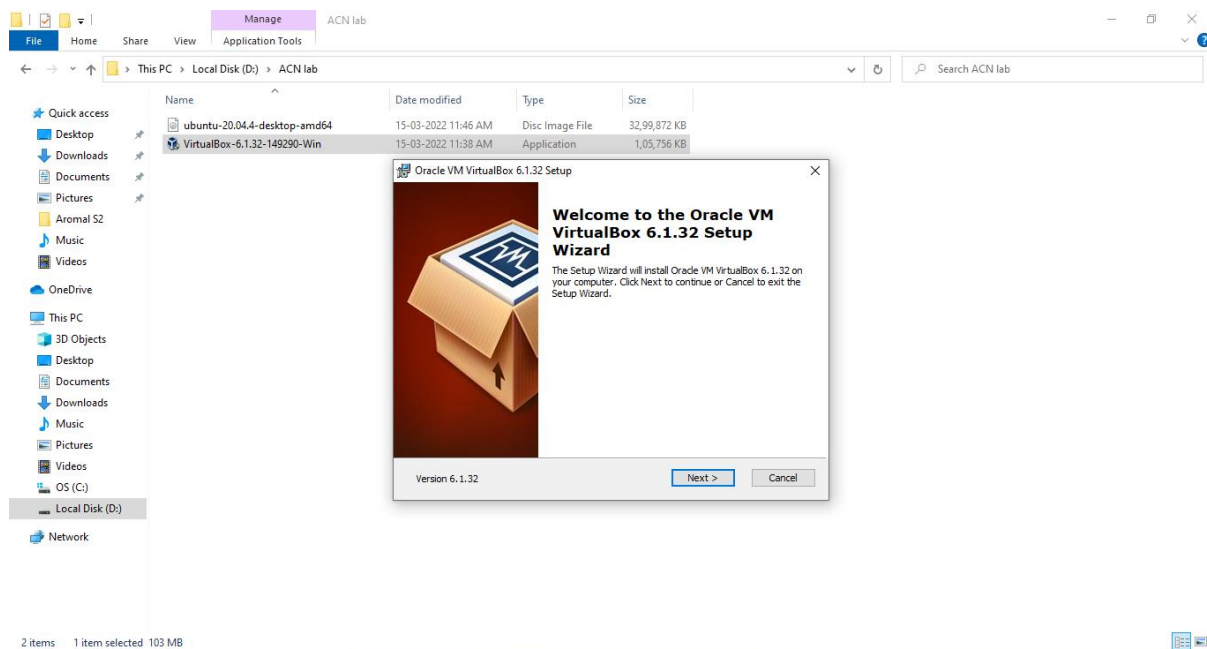 Manage
ACN lab
File Home Share View Application Tools
This PC > Local Disk (D:) > ACN lab
Search ACN lab
Name Date modified Type Size
ubuntu-20.04.4-desktop-amd64 15-03-2022 11:46 AM Disc Image File 32,99,872 KB
VirtualBox-6.1.32-149290-Win 15-03-2022 11:38 AM Application 1,05,756 KB
Quick access
Desktop
Downloads
Documents
Pictures
Aromal S2
Music
Videos
OneDrive
This PC
3D Objects
Desktop
Documents
Downloads
Music
Pictures
Videos
OS (C:)
Local Disk (D:)
Network
Oracle VM VirtualBox 6.1.32 Setup
Welcome to the Oracle VM
VirtualBox 6.1.32 Setup
Wizard
The Setup Wizard will install Oracle VM VirtualBox 6.1.32 on
your computer. Click Next to continue or Cancel to exit the
Setup Wizard.
Version 6.1.32
Next > Cancel
2 items 1 item selected 103 MB